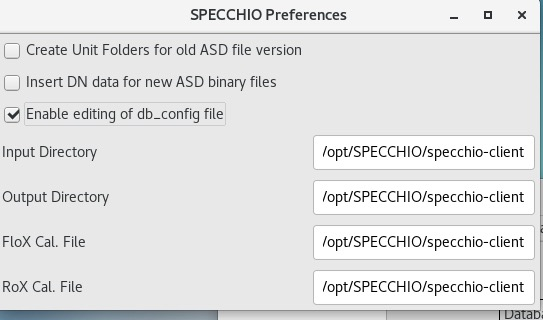 SPECCHIO Preferences
Create Unit Folders for old ASD file version
Insert DN data for new ASD binary files
Enable editing of db_config file
Input Directory /opt/SPECCHIO/specchio-client
Output Directory /opt/SPECCHIO/specchio-client
FloX Cal. File /opt/SPECCHIO/specchio-client
RoX Cal. File /opt/SPECCHIO/specchio-client